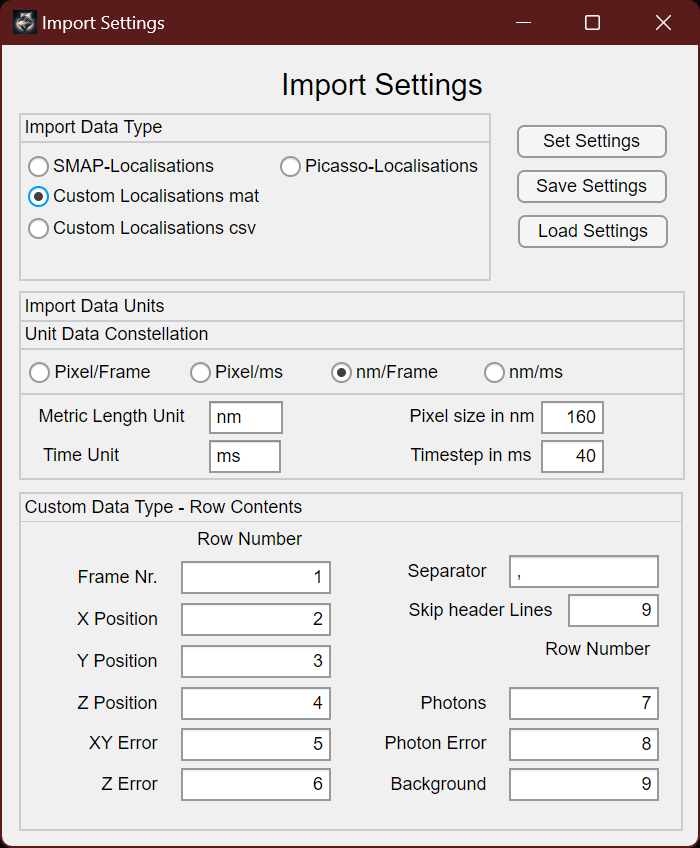 Import Settings
Import Settings
Import Data Type
SMAP-Localisations
Picasso-Localisations
Custom Localisations mat
Custom Localisations csv
Set Settings
Save Settings
Load Settings
Import Data Units
Unit Data Constellation
Pixel/Frame
Pixel/ms
nm/Frame
nm/ms
Metric Length Unit nm
Pixel size in nm 160
Time Unit ms
Timestep in ms 40
Custom Data Type - Row Contents
Row Number
Frame Nr. 1
X Position 2
Y Position 3
Z Position 4
XY Error 5
Z Error 6
Separator ,
Skip header Lines 9
Row Number
Photons 7
Photon Error 8
Background 9